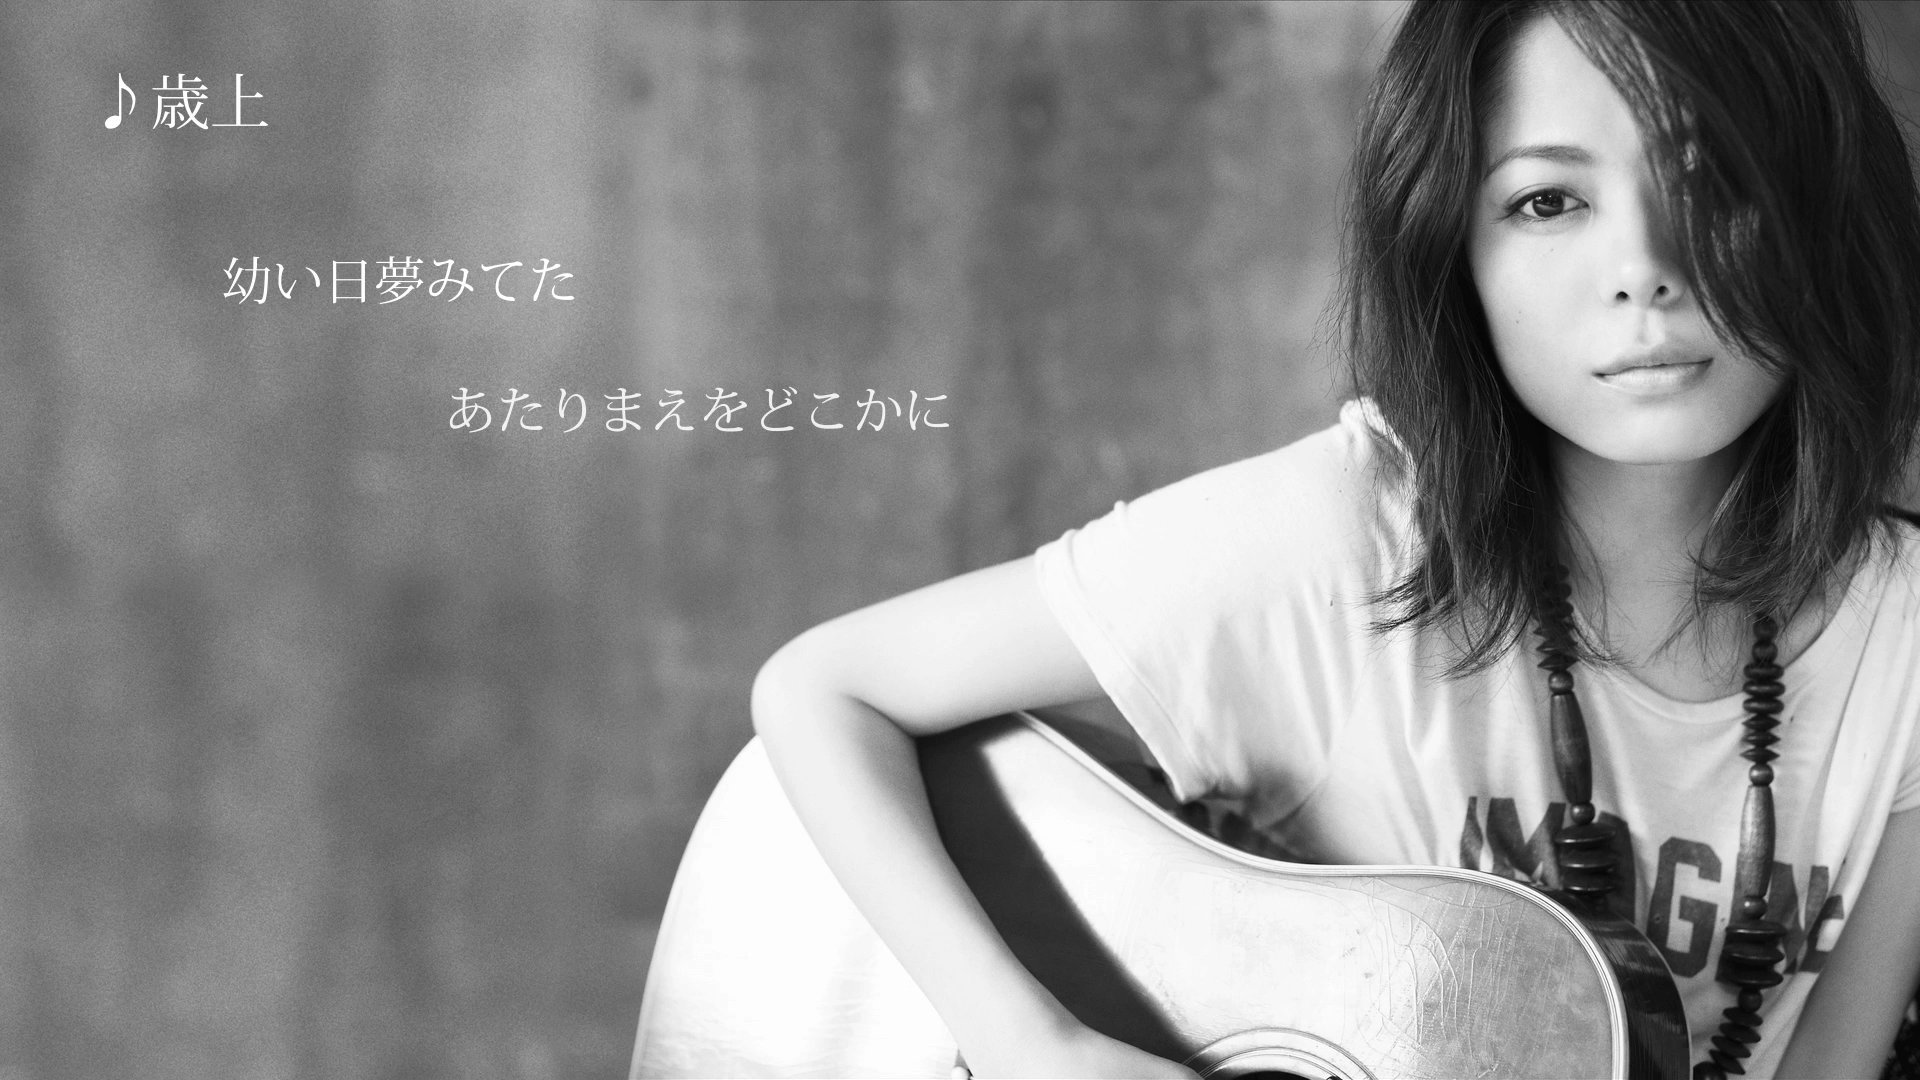 ♪歳上
幼い日夢みてた
あたりまえをどこかに